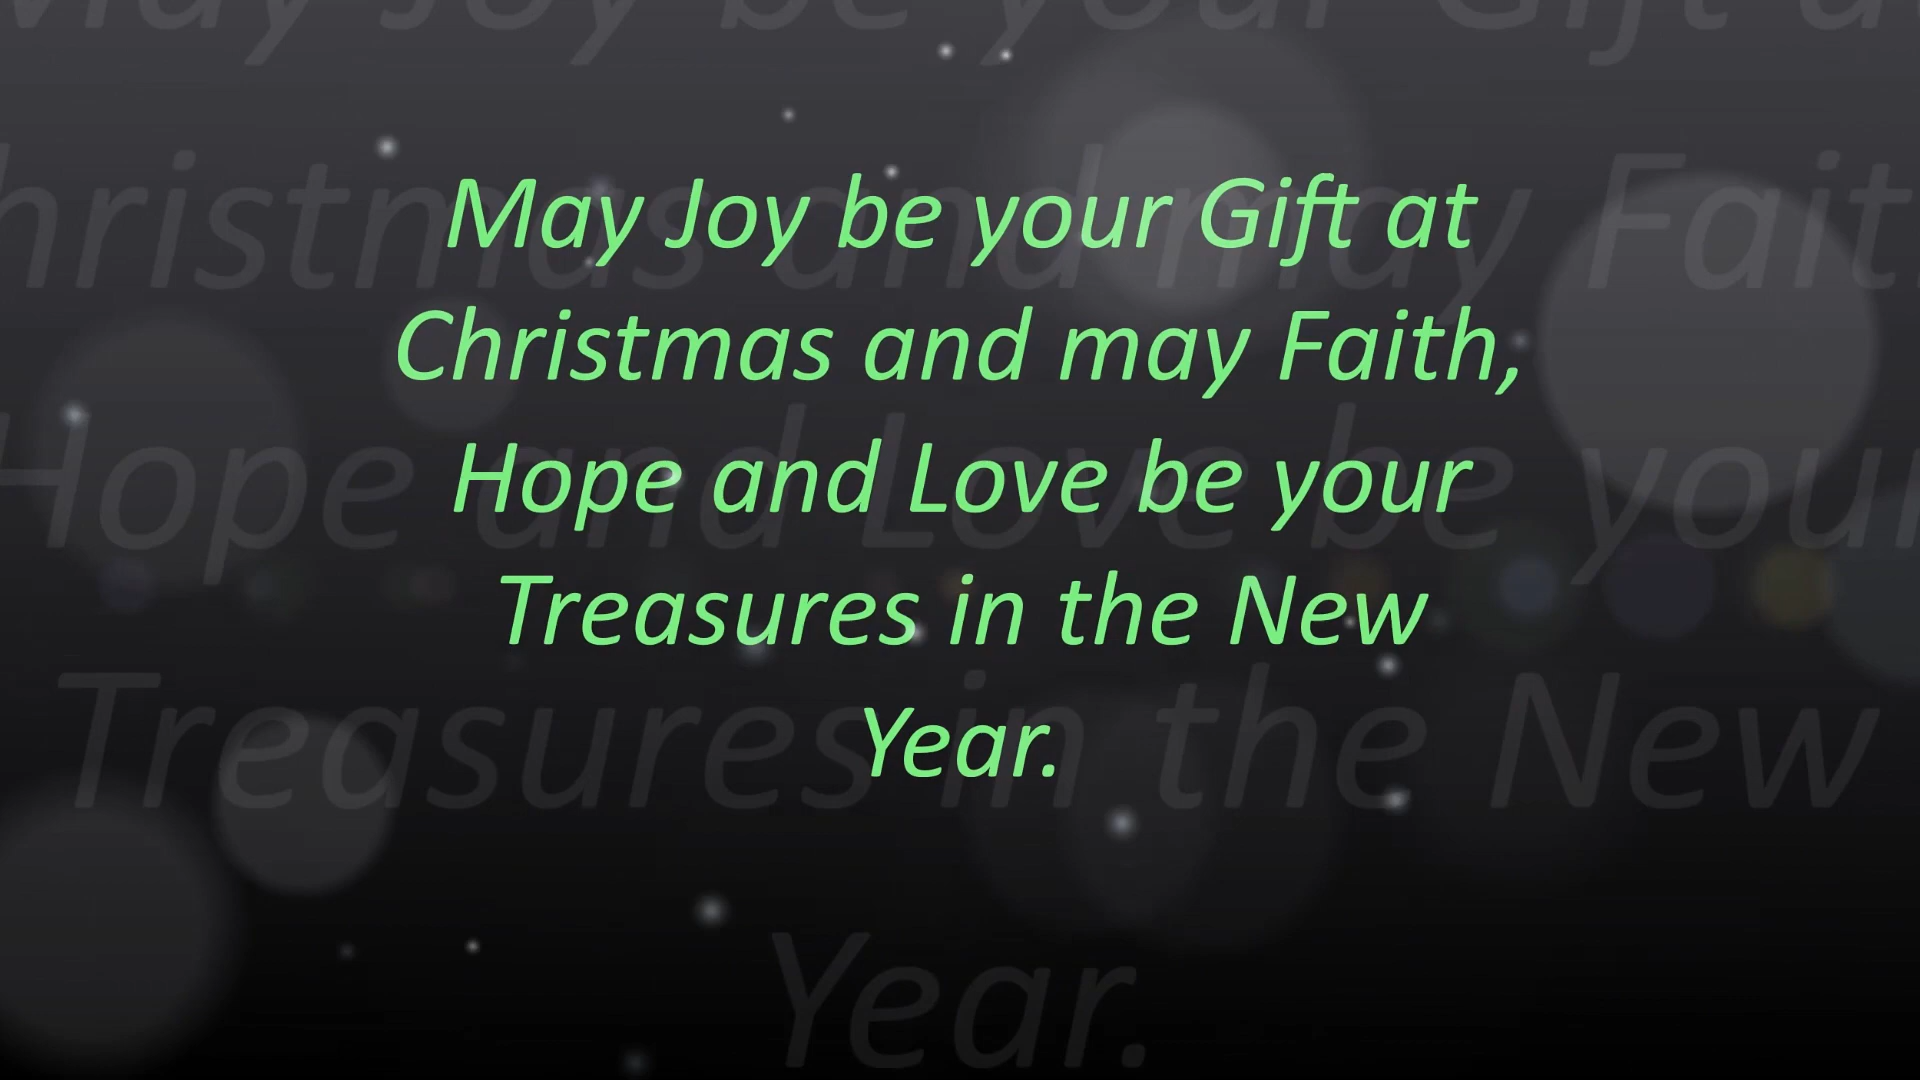 May Joy be your Gift at
Christmas and may Faith,
Hope and Love be your
Treasures in the New
Year.